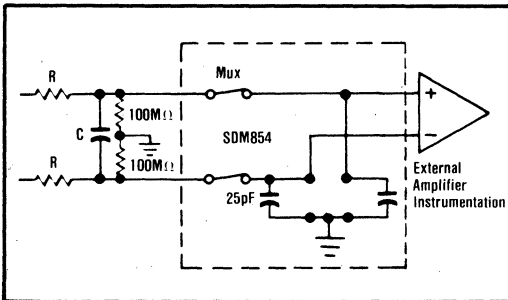 R
Mux
100MΩ
C
SDM854
100MΩ
R
25pF
+
−
External
Amplifier
Instrumentation